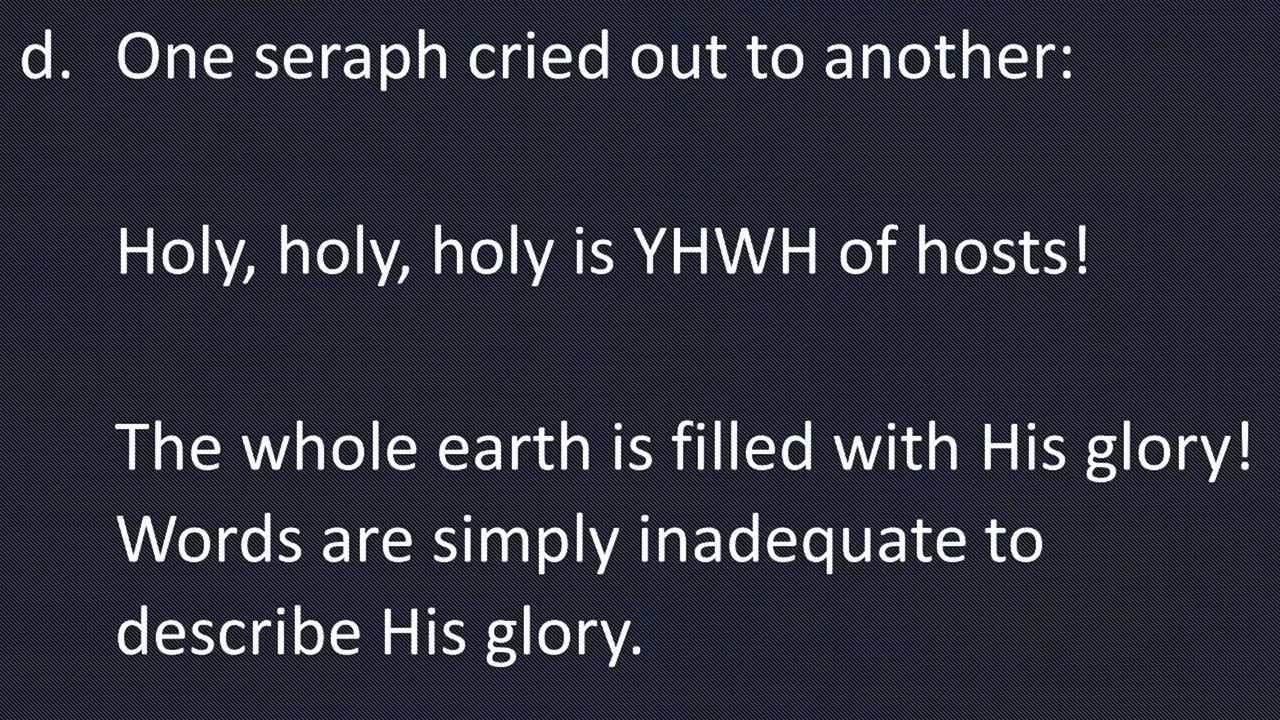 d. One seraph cried out to another:
Holy, holy, holy is YHWH of hosts!
The whole earth is filled with His glory!
Words are simply inadequate to
describe His glory.